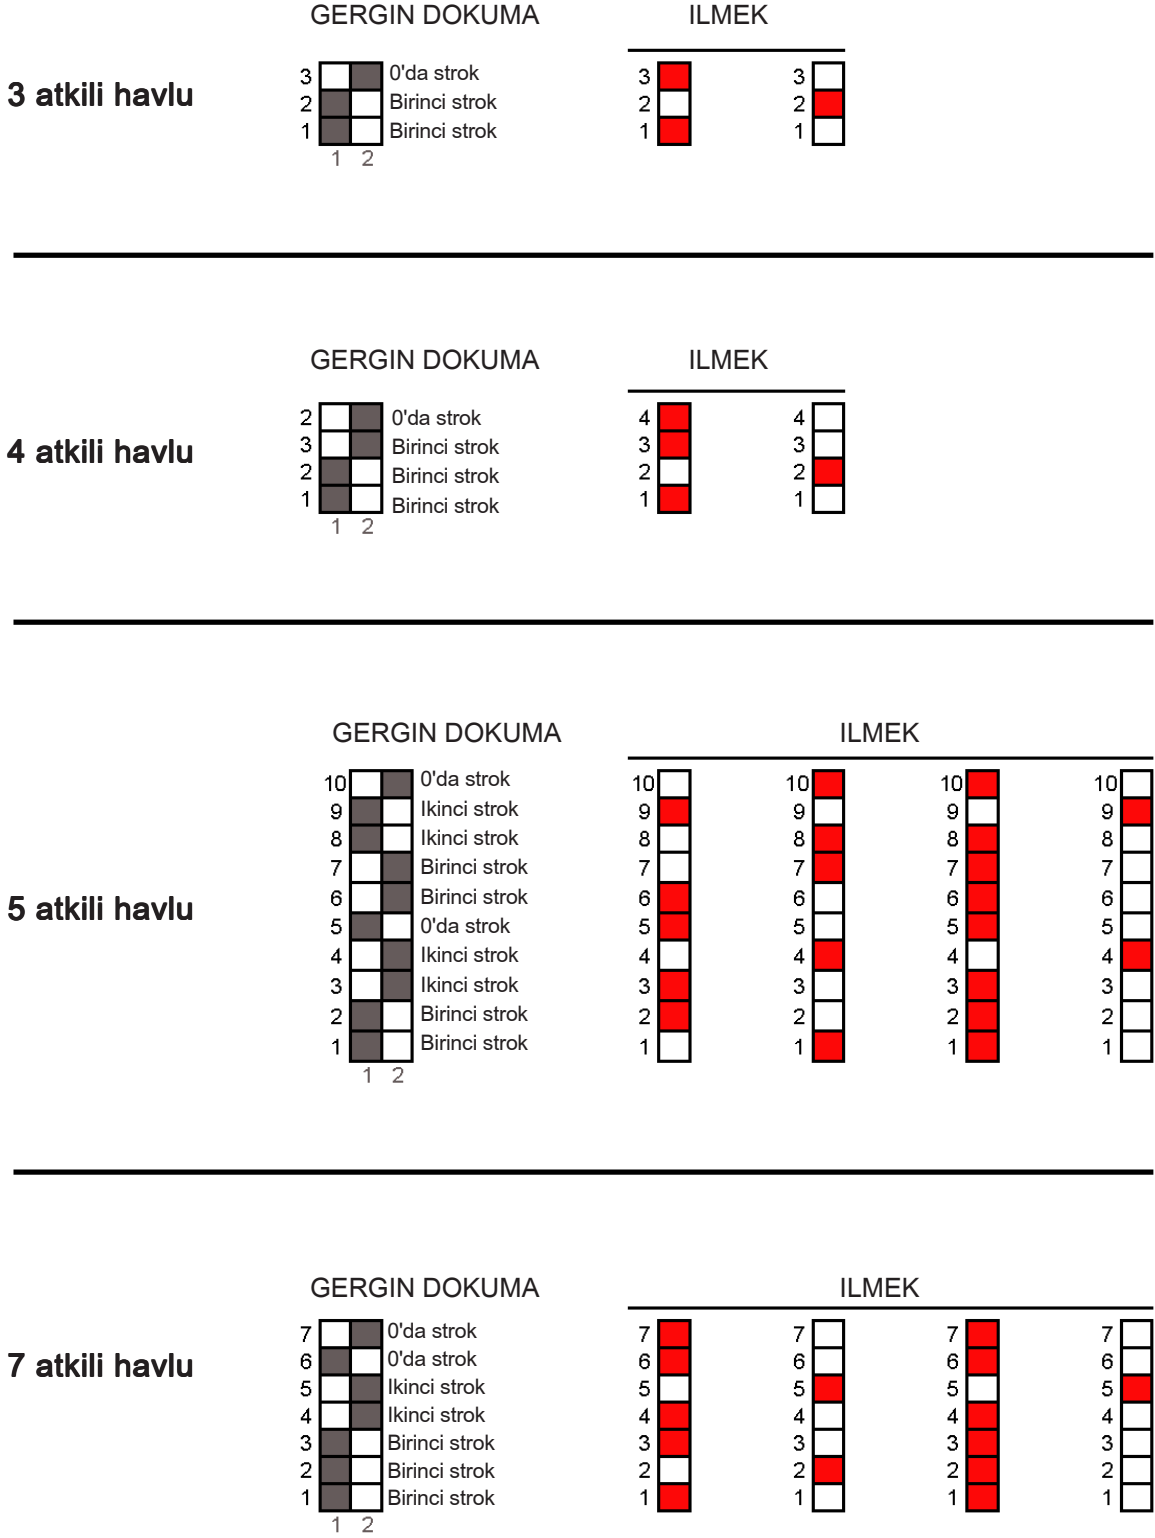 GERGIN DOKUMA ILMEK
3 atkili havlu
3 0'da strok 3 3
2 Birinci strok 2 2
1 Birinci strok 1 1
1 2
GERGIN DOKUMA ILMEK
4 atkili havlu
2 0'da strok 4 4
3 Birinci strok 3 3
2 Birinci strok 2 2
1 Birinci strok 1 1
1 2
GERGIN DOKUMA ILMEK
5 atkili havlu
10 0'da strok 10 10 10 10
9 Ikinci strok 9 9 9 9
8 Ikinci strok 8 8 8 8
7 Birinci strok 7 7 7 7
6 Birinci strok 6 6 6 6
5 0'da strok 5 5 5 5
4 Ikinci strok 4 4 4 4
3 Ikinci strok 3 3 3 3
2 Birinci strok 2 2 2 2
1 Birinci strok 1 1 1 1
1 2
GERGIN DOKUMA ILMEK
7 atkili havlu
7 0'da strok 7 7 7 7
6 0'da strok 6 6 6 6
5 Ikinci strok 5 5 5 5
4 Ikinci strok 4 4 4 4
3 Birinci strok 3 3 3 3
2 Birinci strok 2 2 2 2
1 Birinci strok 1 1 1 1
1 2